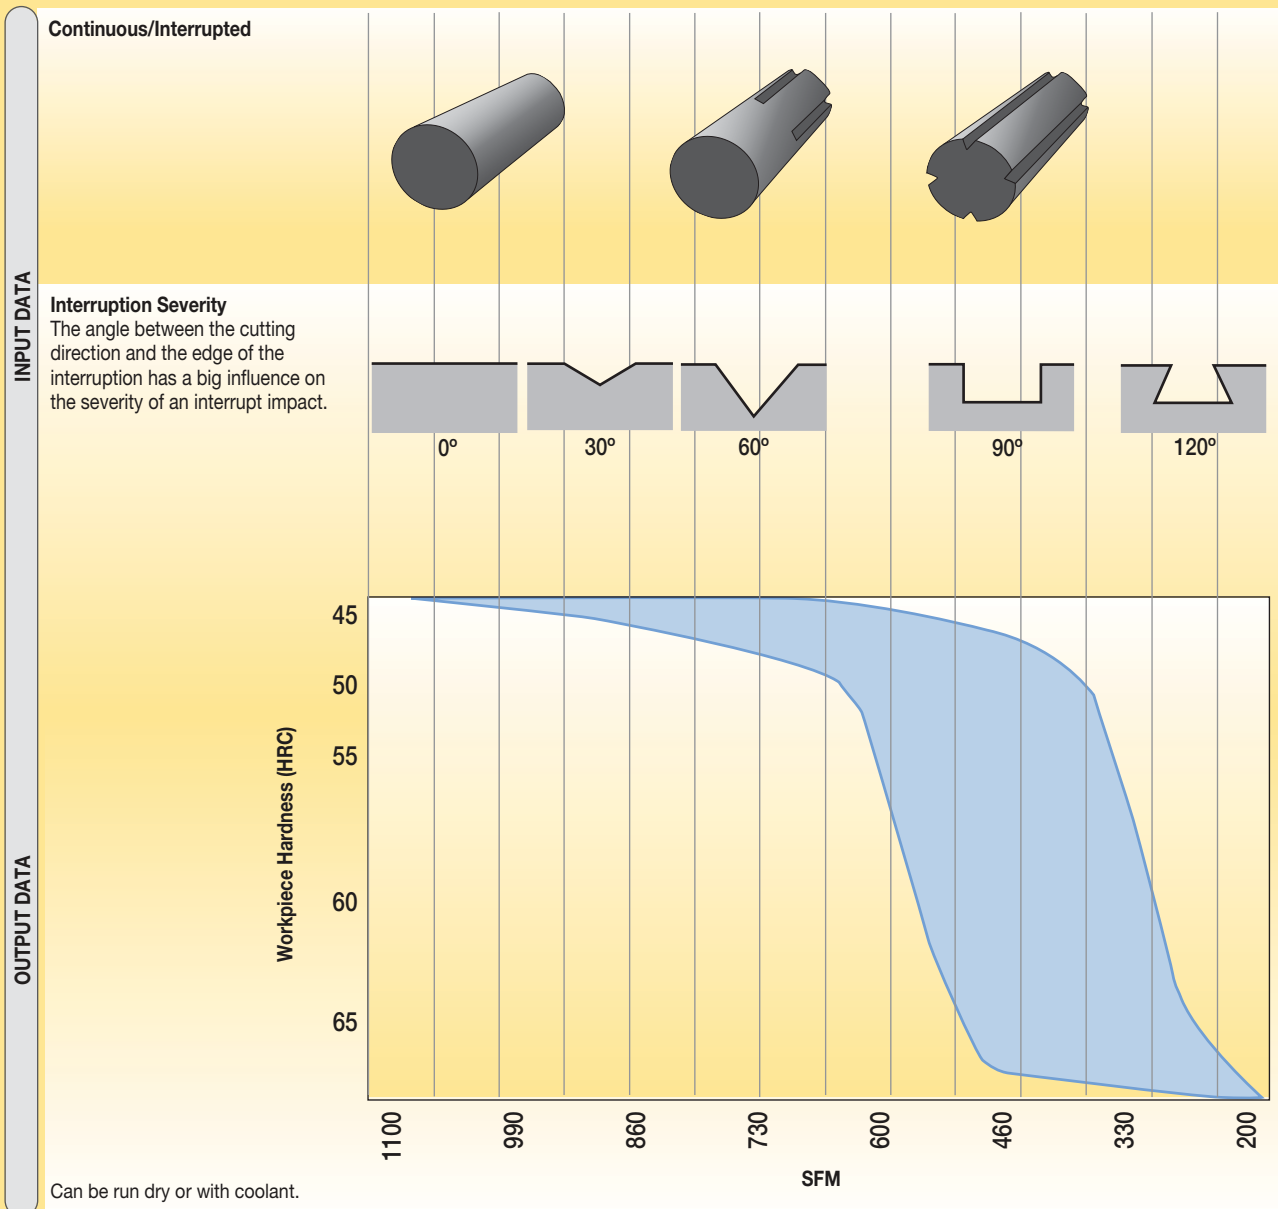 Continuous/Interrupted
INPUT DATA
Interruption Severity
The angle between the cutting
direction and the edge of the
interruption has a big influence on
the severity of an interrupt impact.
0º
30º
60º
90º
120º
OUTPUT DATA
Workpiece Hardness (HRC)
45
50
55
60
65
1100
990
860
730
600
460
330
200
SFM
Can be run dry or with coolant.